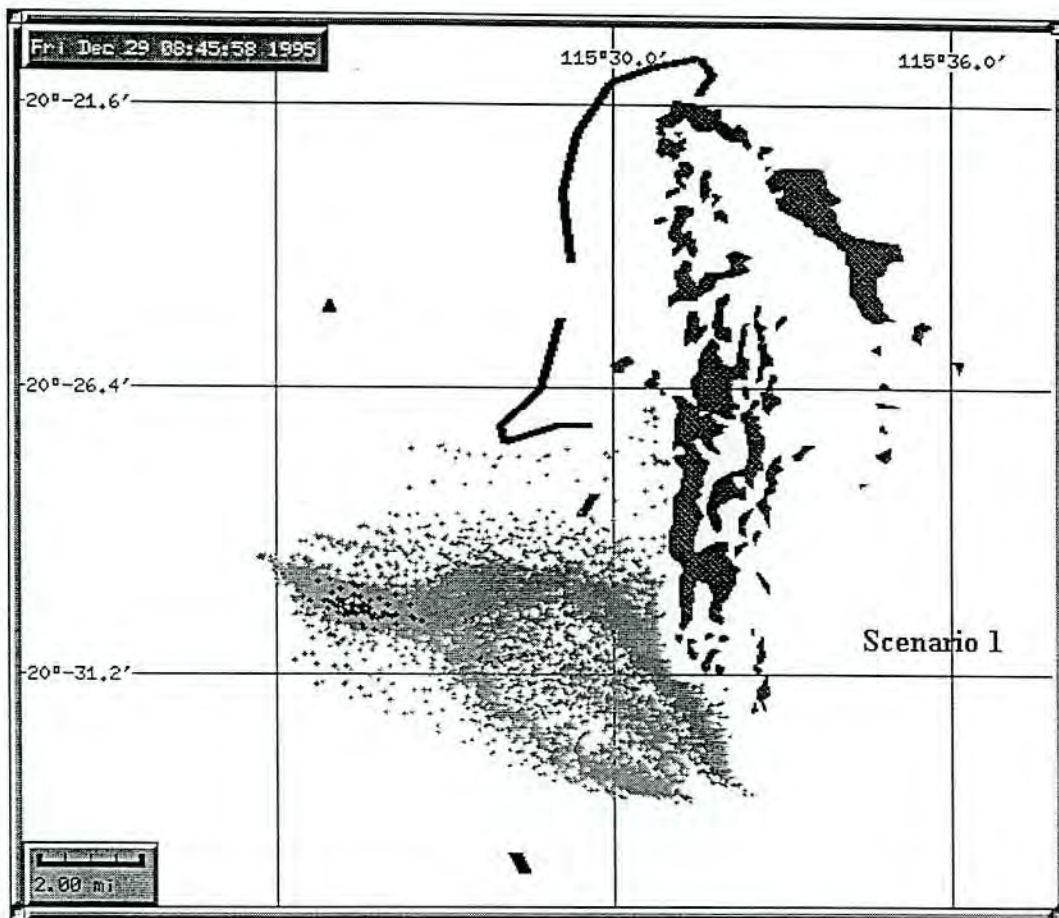 Fri Dec 29 08:45:58 1995
115°30.0′
115°36.0′
20°-21.6′
20°-26.4′
Scenario 1
20°-31.2′
2.00 mi